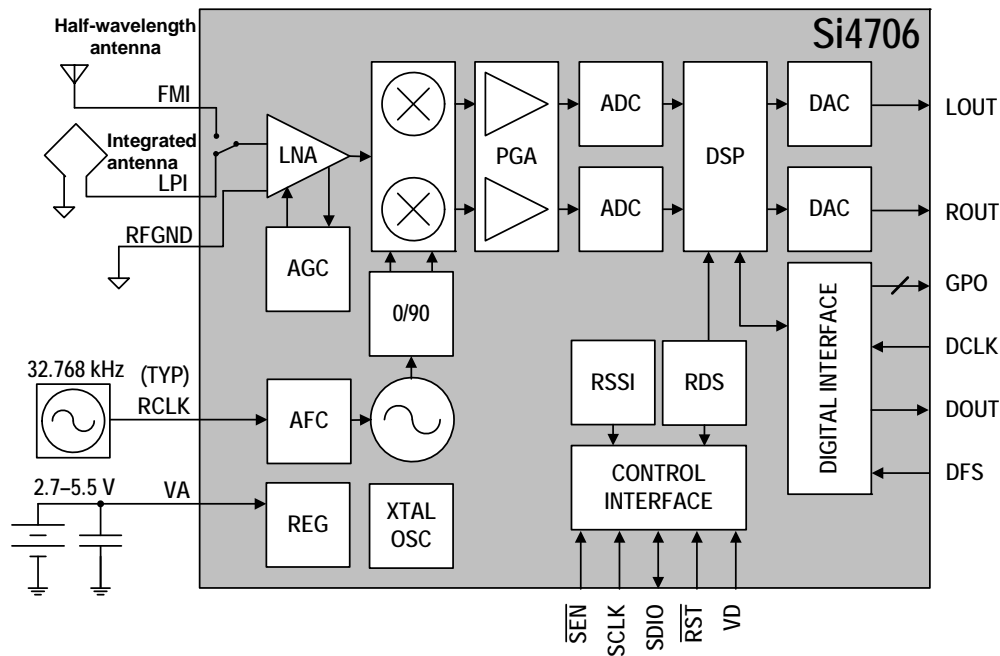 Half-wavelength
antenna
Si4706
FMI
Integrated
antenna
LPI
RFGND
LNA
AGC
0/90
PGA
ADC
ADC
DSP
DAC
DAC
LOUT
ROUT
GPO
DCLK
DOUT
DFS
DIGITAL INTERFACE
32.768 kHz
(TYP)
RCLK
AFC
RSSI
RDS
CONTROL
INTERFACE
2.7–5.5 V
VA
REG
XTAL
OSC
SEN
SCLK
SDIO
RST
VD